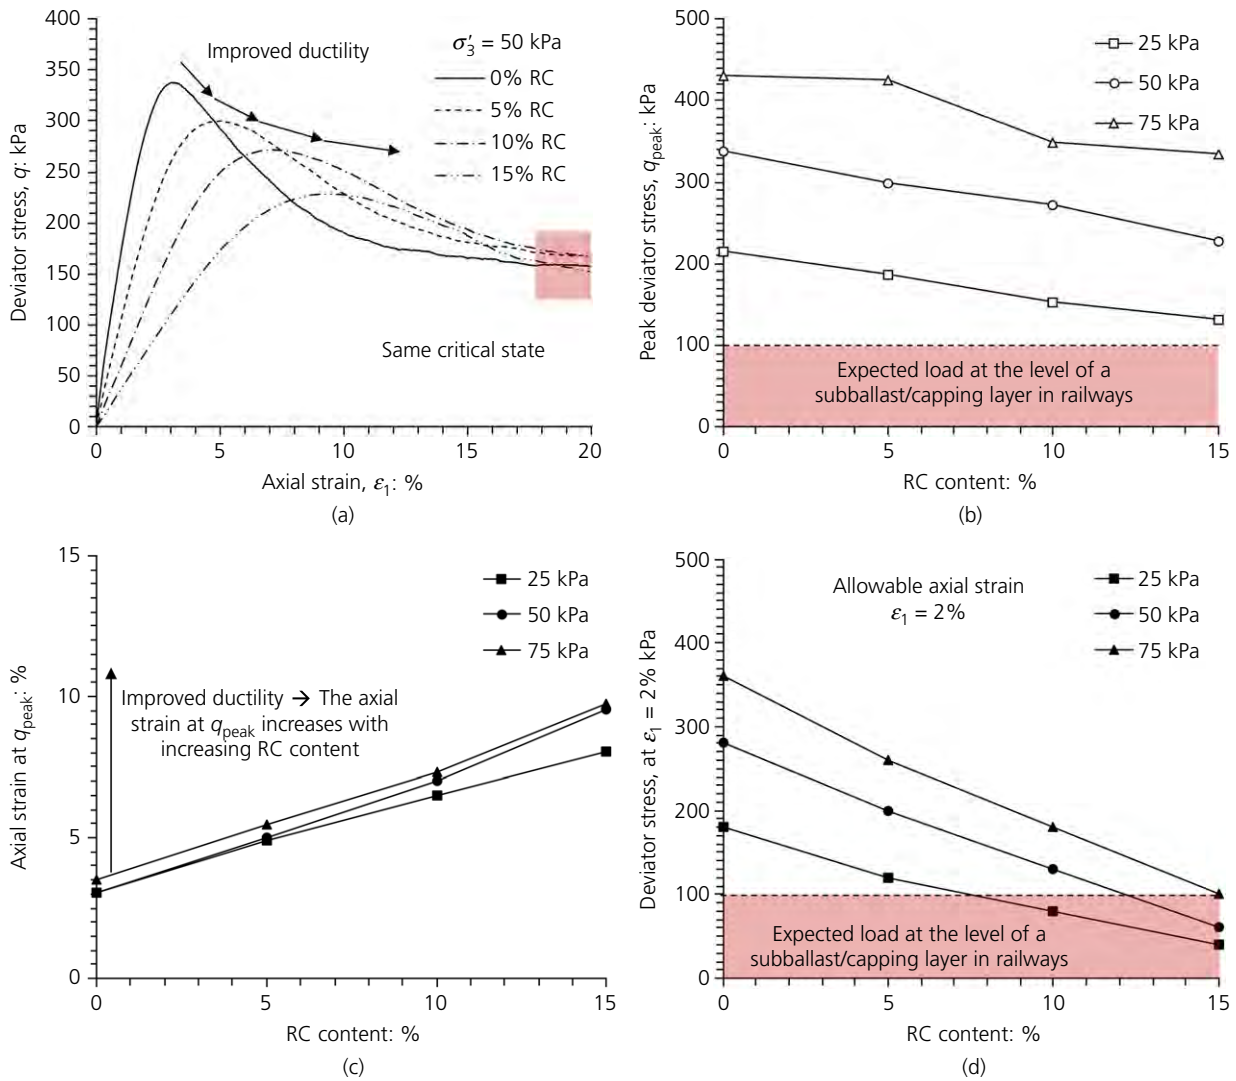 400
350
300
250
200
150
100
50
0
Deviator stress, q: kPa
Improved ductility
σ′₃ = 50 kPa
0% RC
5% RC
10% RC
15% RC
Same critical state
0 5 10 15 20
Axial strain, ε₁: %
(a)
500
400
300
200
100
0
Peak deviator stress, q_peak: kPa
25 kPa
50 kPa
75 kPa
Expected load at the level of a
subballast/capping layer in railways
0 5 10 15
RC content: %
(b)
15
10
5
0
Axial strain at q_peak: %
25 kPa
50 kPa
75 kPa
Improved ductility → The axial
strain at q_peak increases with
increasing RC content
0 5 10 15
RC content: %
(c)
500
400
300
200
100
0
Deviator stress, at ε₁ = 2% kPa
Allowable axial strain
ε₁ = 2%
25 kPa
50 kPa
75 kPa
Expected load at the level of a
subballast/capping layer in railways
0 5 10 15
RC content: %
(d)